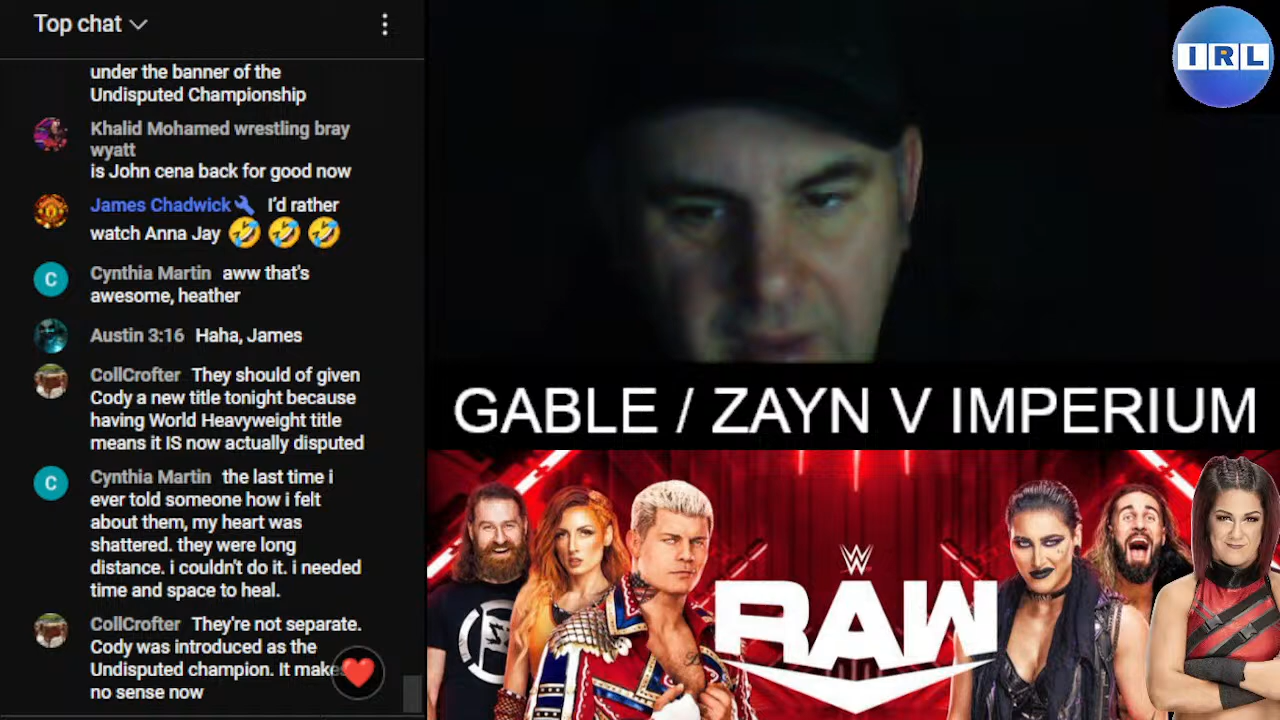 Top chat
under the banner of the
Undisputed Championship
Khalid Mohamed wrestling bray
wyatt
is John cena back for good now
James Chadwick I'd rather
watch Anna Jay
C
Cynthia Martin aww that's
awesome, heather
Austin 3:16 Haha, James
CollCrofter They should of given
Cody a new title tonight because
having World Heavyweight title
means it IS now actually disputed
C
Cynthia Martin the last time i
ever told someone how i felt
about them, my heart was
shattered. they were long
distance. i couldn't do it. i needed
time and space to heal.
CollCrofter They're not separate.
Cody was introduced as the
Undisputed champion. It make
no sense now
IRL
GABLE / ZAYN V IMPERIUM
W
RAW